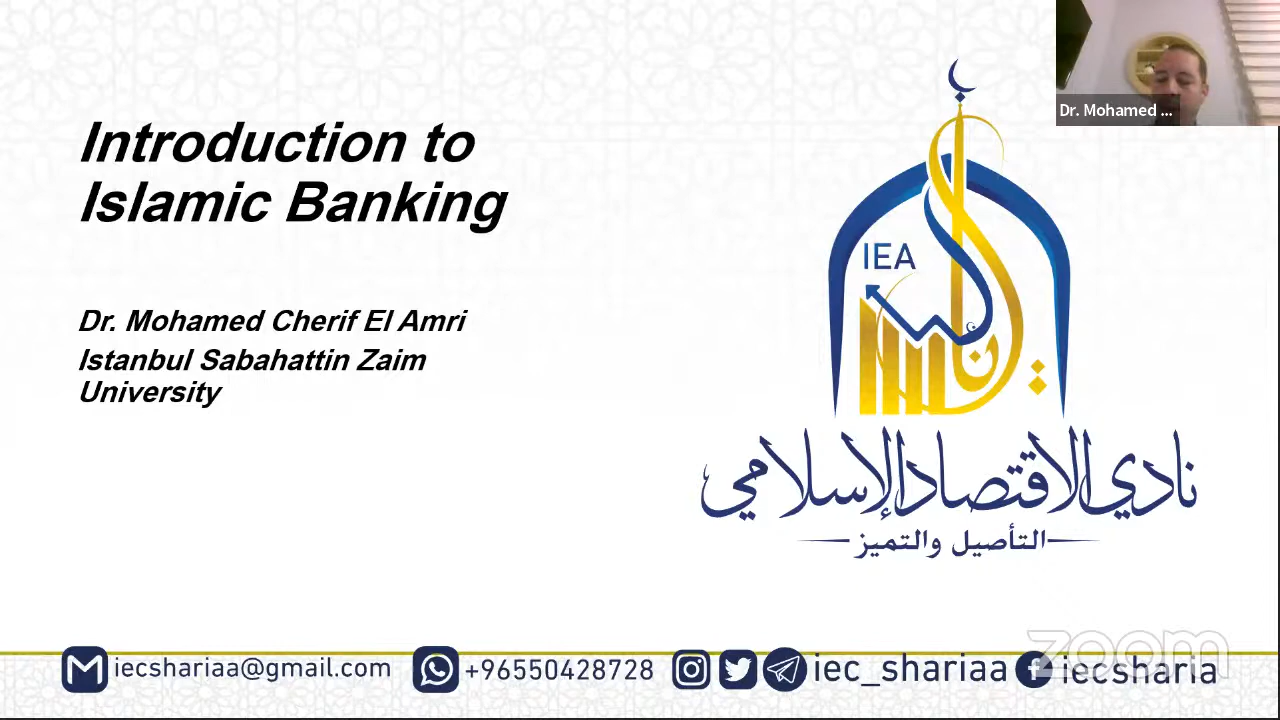 Introduction to
Islamic Banking
Dr. Mohamed Cherif El Amri
Istanbul Sabahattin Zaim
University
Dr. Mohamed ...
IEA
نادي الاقتصاد الإسلامي
التأصيل والتميز
iecshariaa@gmail.com
+96550428728
iec_shariaa
iecsharia
zoom